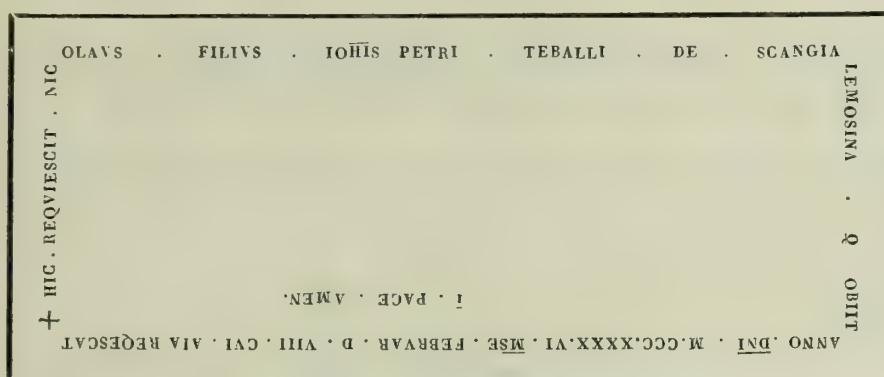 + HIC . REQVIESCIT . NIC
OLAVS . FILIVS . IOHIS PETRI . TEBALLI . DE . SCANGIA
LEMOSINA . Q OBIIT
ANNO . DNI . M.CCC.XXXX.VI . MSE . FEBRVAR . D . VIII . CVI . AIA REQESCAT
I . PACE . AMEN.